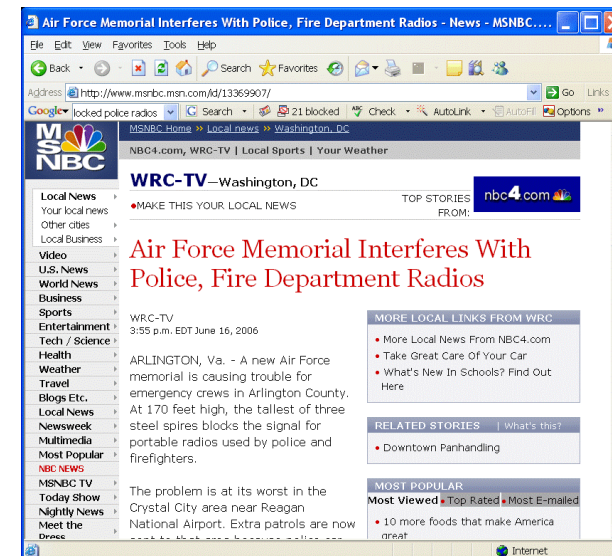 Air Force Memorial Interferes With Police, Fire Department Radios - News - MSNBC....
File Edit View Favorites Tools Help
Back Search Favorites
Address http://www.msnbc.msn.com/id/13369907/ Go Links
Google locked police radios Search 21 blocked Check AutoLink AutoFill Options
MSNBC
MSNBC Home » Local news » Washington, DC
NBC4.com, WRC-TV | Local Sports | Your Weather
WRC-TV—Washington, DC
•MAKE THIS YOUR LOCAL NEWS
TOP STORIES
FROM:
nbc4.com
Local News
Your local news
Other cities
Local Business
Video
U.S. News
World News
Business
Sports
Entertainment
Tech / Science
Health
Weather
Travel
Blogs Etc.
Local News
Newsweek
Multimedia
Most Popular
NBC NEWS
MSNBC TV
Today Show
Nightly News
Meet the
Press
Air Force Memorial Interferes With
Police, Fire Department Radios
WRC-TV
3:55 p.m. EDT June 16, 2006
ARLINGTON, Va. - A new Air Force
memorial is causing trouble for
emergency crews in Arlington County.
At 170 feet high, the tallest of three
steel spires blocks the signal for
portable radios used by police and
firefighters.
The problem is at its worst in the
Crystal City area near Reagan
National Airport. Extra patrols are now
sent to that area because police can
MORE LOCAL LINKS FROM WRC
• More Local News From NBC4.com
• Take Great Care Of Your Car
• What's New In Schools? Find Out
Here
RELATED STORIES | What's this?
• Downtown Panhandling
MOST POPULAR
Most Viewed • Top Rated • Most E-mailed
• 10 more foods that make America
great
Internet